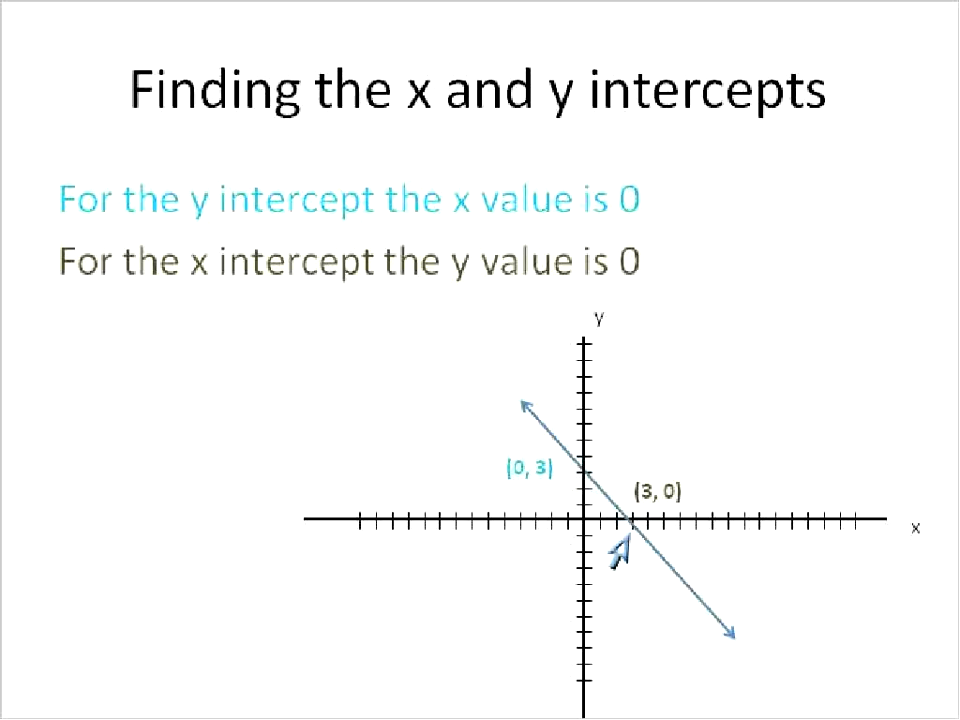 Finding the x and y intercepts
For the y intercept the x value is 0
For the x intercept the y value is 0
y
(0, 3)
(3, 0)
x